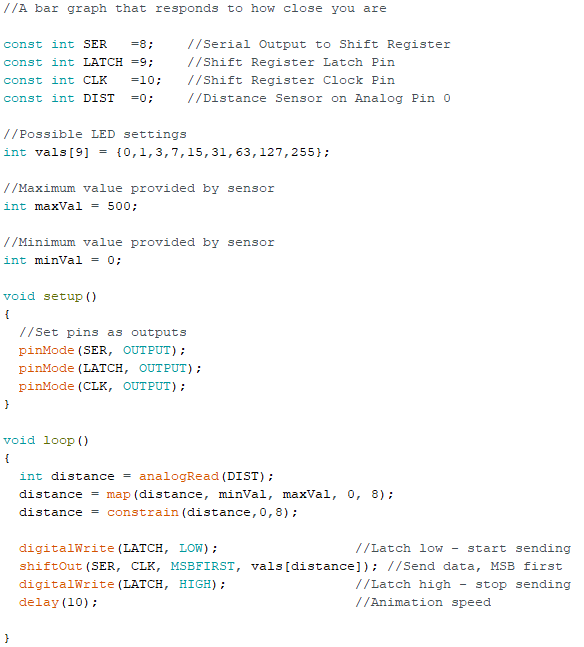 //A bar graph that responds to how close you are

const int SER   =8;    //Serial Output to Shift Register
const int LATCH =9;    //Shift Register Latch Pin
const int CLK   =10;   //Shift Register Clock Pin
const int DIST  =0;    //Distance Sensor on Analog Pin 0

//Possible LED settings
int vals[9] = {0,1,3,7,15,31,63,127,255};

//Maximum value provided by sensor
int maxVal = 500;

//Minimum value provided by sensor
int minVal = 0;

void setup()
{
  //Set pins as outputs
  pinMode(SER, OUTPUT);
  pinMode(LATCH, OUTPUT);
  pinMode(CLK, OUTPUT);
}

void loop()
{
  int distance = analogRead(DIST);
  distance = map(distance, minVal, maxVal, 0, 8);
  distance = constrain(distance,0,8);

  digitalWrite(LATCH, LOW);                 //Latch low - start sending
  shiftOut(SER, CLK, MSBFIRST, vals[distance]); //Send data, MSB first
  digitalWrite(LATCH, HIGH);                //Latch high - stop sending
  delay(10);                                //Animation speed

}